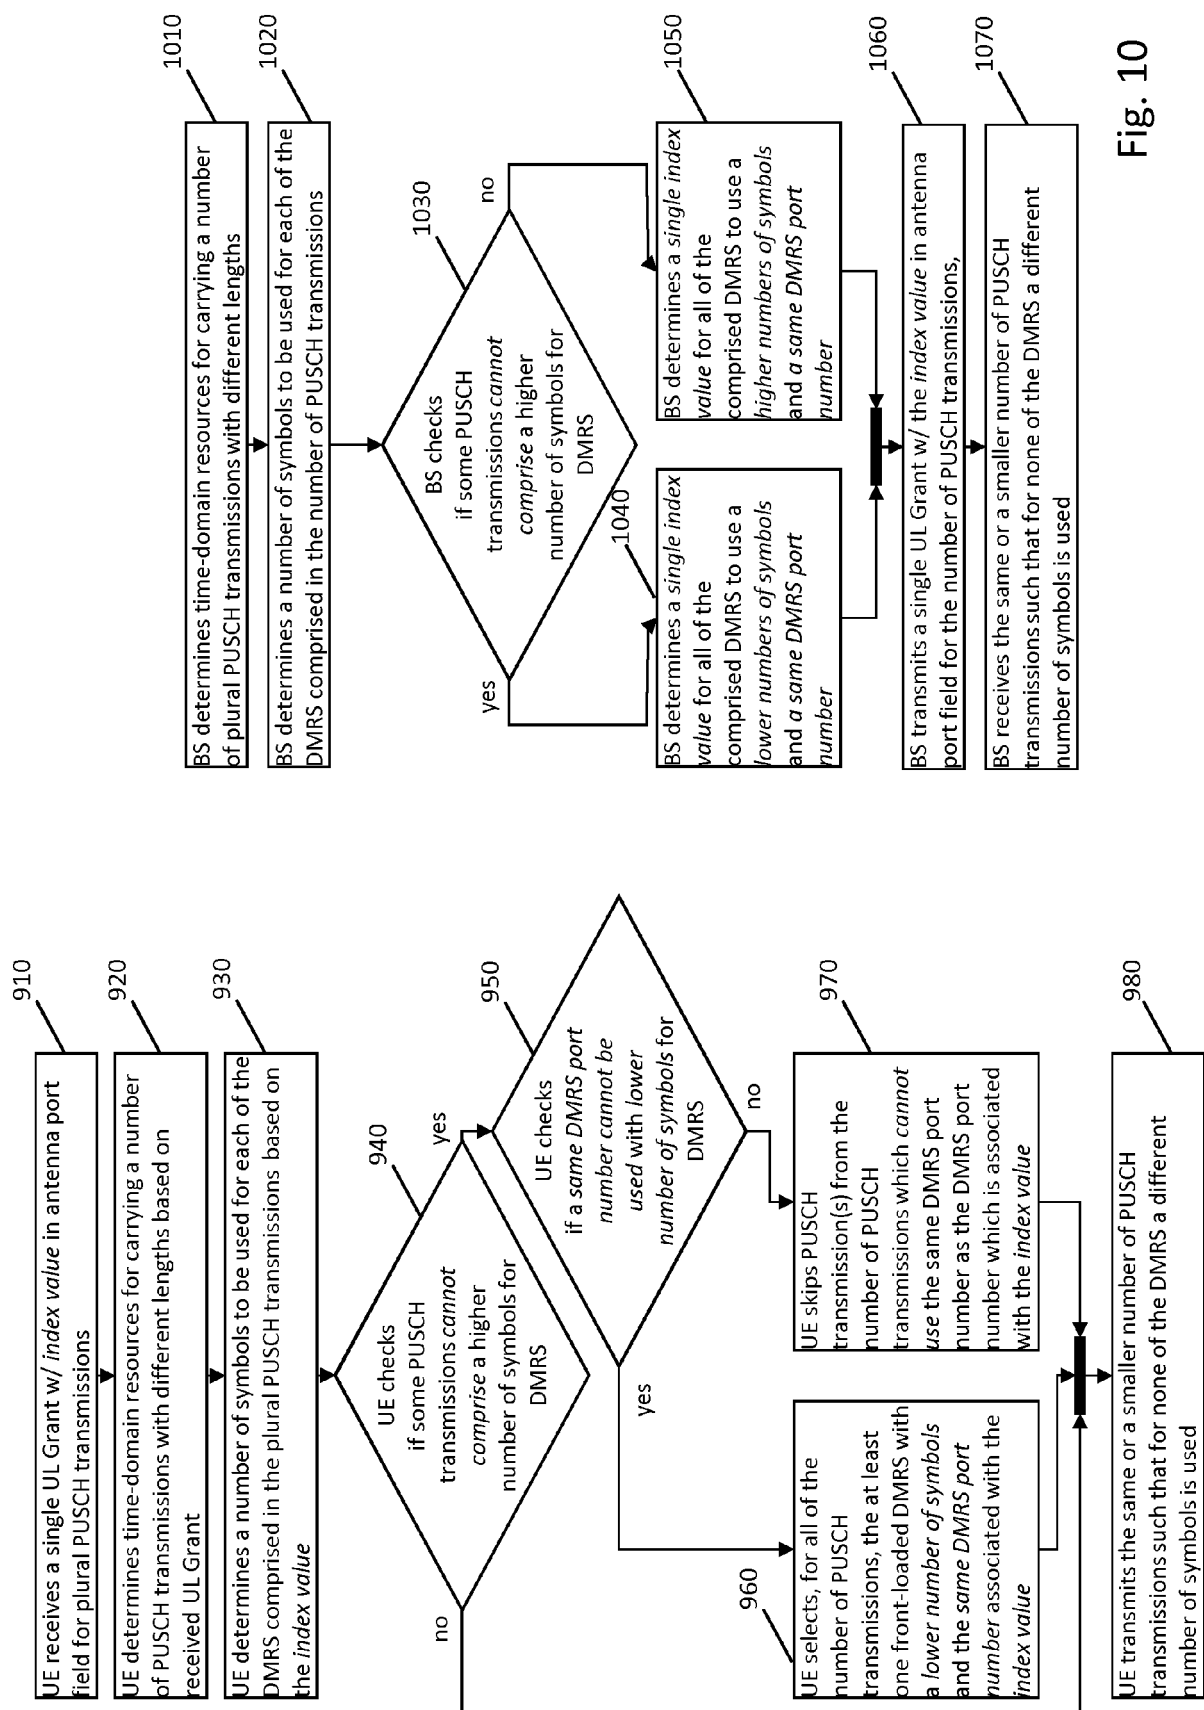 910
UE receives a single UL Grant w/ index value in antenna port
field for plural PUSCH transmissions
920
UE determines time-domain resources for carrying a number
of PUSCH transmissions with different lengths based on
received UL Grant
930
UE determines a number of symbols to be used for each of the
DMRS comprised in the plural PUSCH transmissions based on
the index value
940
UE checks
if some PUSCH
transmissions cannot
comprise a higher
number of symbols for
DMRS
no
yes
950
UE checks
if a same DMRS port
number cannot be
used with lower
number of symbols for
DMRS
yes
no
960
UE selects, for all of the
number of PUSCH
transmissions, the at least
one front-loaded DMRS with
a lower number of symbols
and the same DMRS port
number associated with the
index value
970
UE skips PUSCH
transmission(s) from the
number of PUSCH
transmissions which cannot
use the same DMRS port
number as the DMRS port
number which is associated
with the index value
980
UE transmits the same or a smaller number of PUSCH
transmissions such that for none of the DMRS a different
number of symbols is used
1010
BS determines time-domain resources for carrying a number
of plural PUSCH transmissions with different lengths
1020
BS determines a number of symbols to be used for each of the
DMRS comprised in the number of PUSCH transmissions
1030
BS checks
if some PUSCH
transmissions cannot
comprise a higher
number of symbols for
DMRS
yes
no
1040
BS determines a single index
value for all of the
comprised DMRS to use a
lower numbers of symbols
and a same DMRS port
number
1050
BS determines a single index
value for all of the
comprised DMRS to use a
higher numbers of symbols
and a same DMRS port
number
1060
BS transmits a single UL Grant w/ the index value in antenna
port field for the number of PUSCH transmissions,
1070
BS receives the same or a smaller number of PUSCH
transmissions such that for none of the DMRS a different
number of symbols is used
Fig. 10